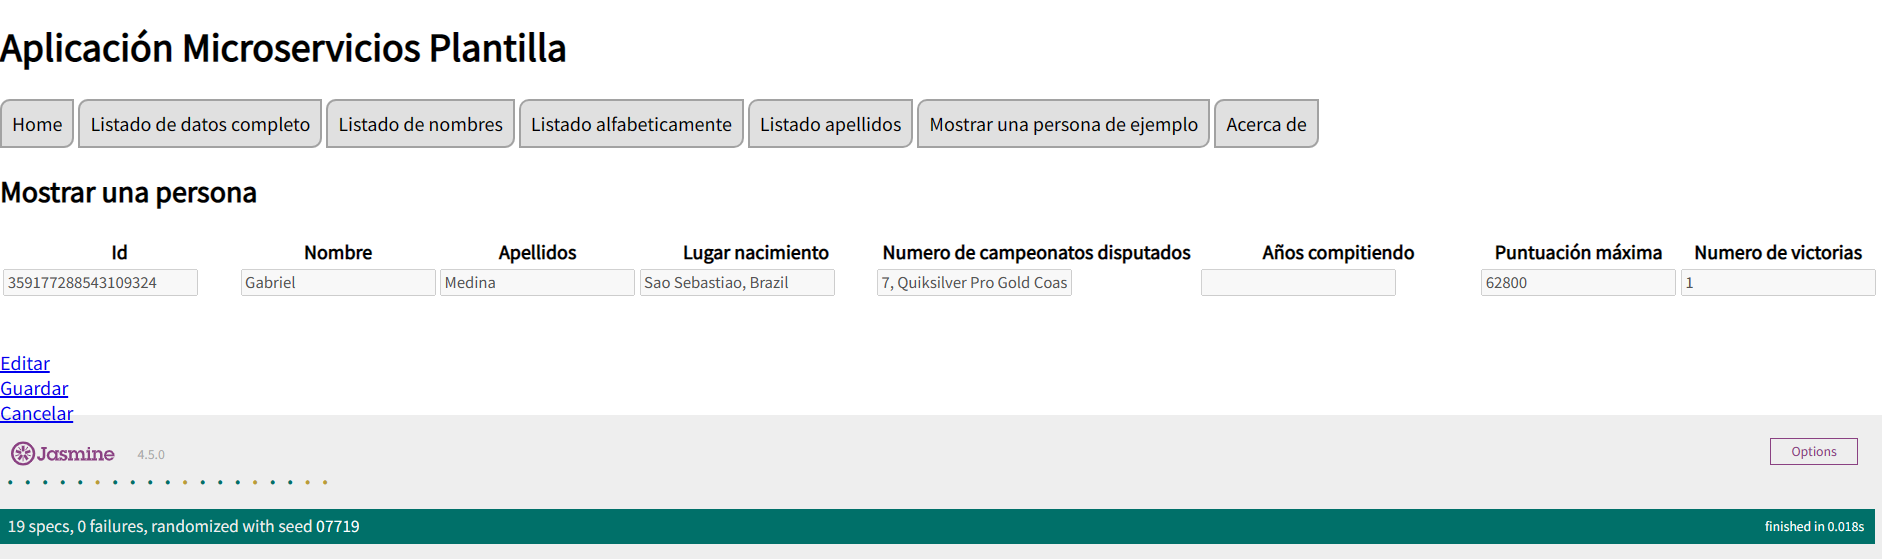 Aplicación Microservicios Plantilla
Home Listado de datos completo Listado de nombres Listado alfabeticamente Listado apellidos Mostrar una persona de ejemplo Acerca de
Mostrar una persona
Id Nombre Apellidos Lugar nacimiento Numero de campeonatos disputados Años compitiendo Puntuación máxima Numero de victorias
359177288543109324 Gabriel Medina Sao Sebastiao, Brazil 7, Quiksilver Pro Gold Coas 62800 1
Editar
Guardar
Cancelar
Jasmine 4.5.0 Options
19 specs, 0 failures, randomized with seed 07719 finished in 0.018s